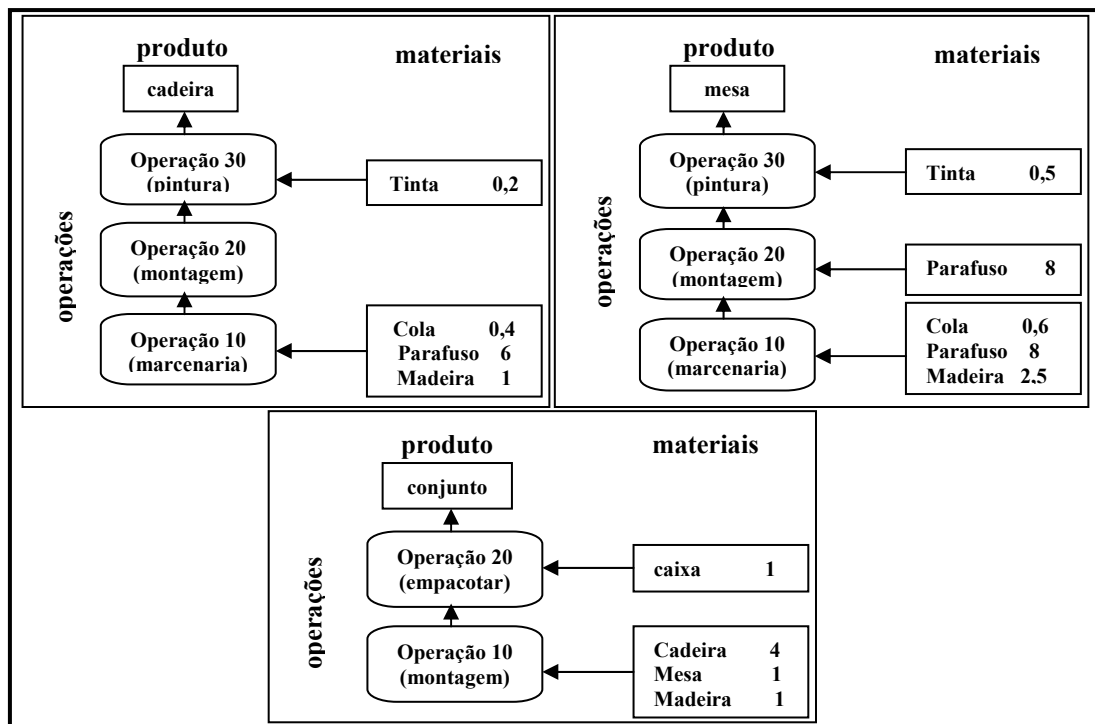 produto
materiais
cadeira
operações
Operação 30
(pintura)
Tinta 0,2
Operação 20
(montagem)
Operação 10
(marcenaria)
Cola 0,4
Parafuso 6
Madeira 1
produto
materiais
mesa
operações
Operação 30
(pintura)
Tinta 0,5
Operação 20
(montagem)
Parafuso 8
Operação 10
(marcenaria)
Cola 0,6
Parafuso 8
Madeira 2,5
produto
materiais
conjunto
operações
Operação 20
(empacotar)
caixa 1
Operação 10
(montagem)
Cadeira 4
Mesa 1
Madeira 1